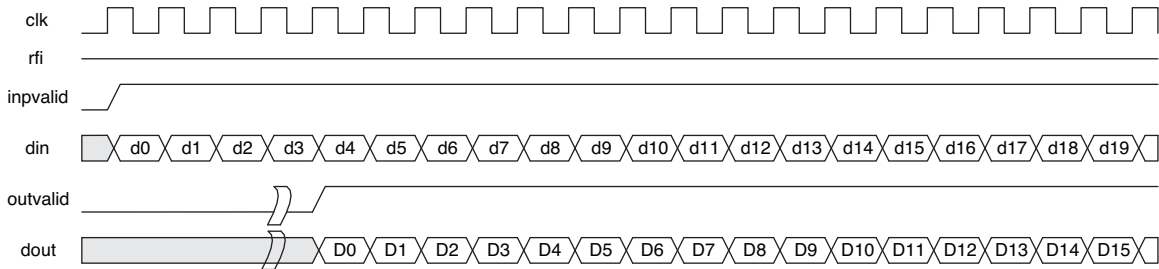 clk
rfi
inpvalid
din d0 d1 d2 d3 d4 d5 d6 d7 d8 d9 d10 d11 d12 d13 d14 d15 d16 d17 d18 d19
outvalid
dout D0 D1 D2 D3 D4 D5 D6 D7 D8 D9 D10 D11 D12 D13 D14 D15